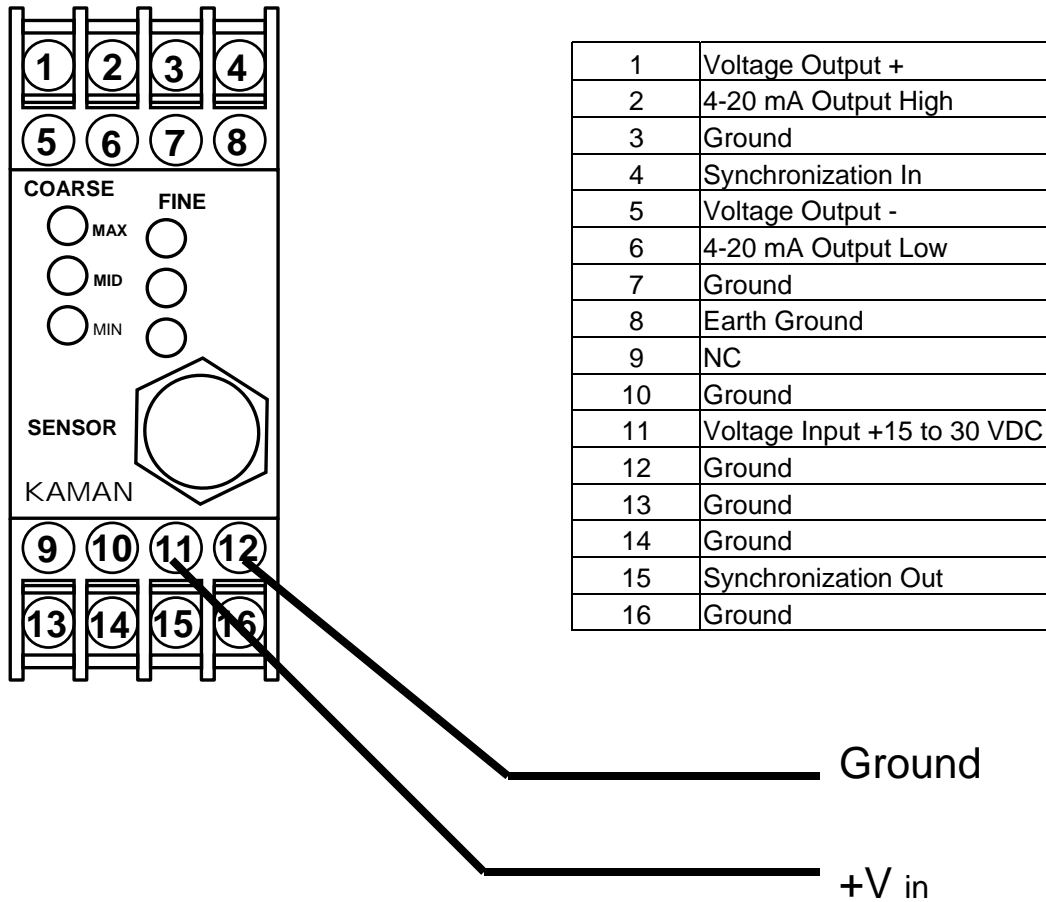 1 2 3 4
5 6 7 8
COARSE
FINE
MAX
MID
MIN
SENSOR
KAMAN
9 10 11 12
13 14 15 16
1 Voltage Output +
2 4-20 mA Output High
3 Ground
4 Synchronization In
5 Voltage Output -
6 4-20 mA Output Low
7 Ground
8 Earth Ground
9 NC
10 Ground
11 Voltage Input +15 to 30 VDC
12 Ground
13 Ground
14 Ground
15 Synchronization Out
16 Ground
Ground
+V in